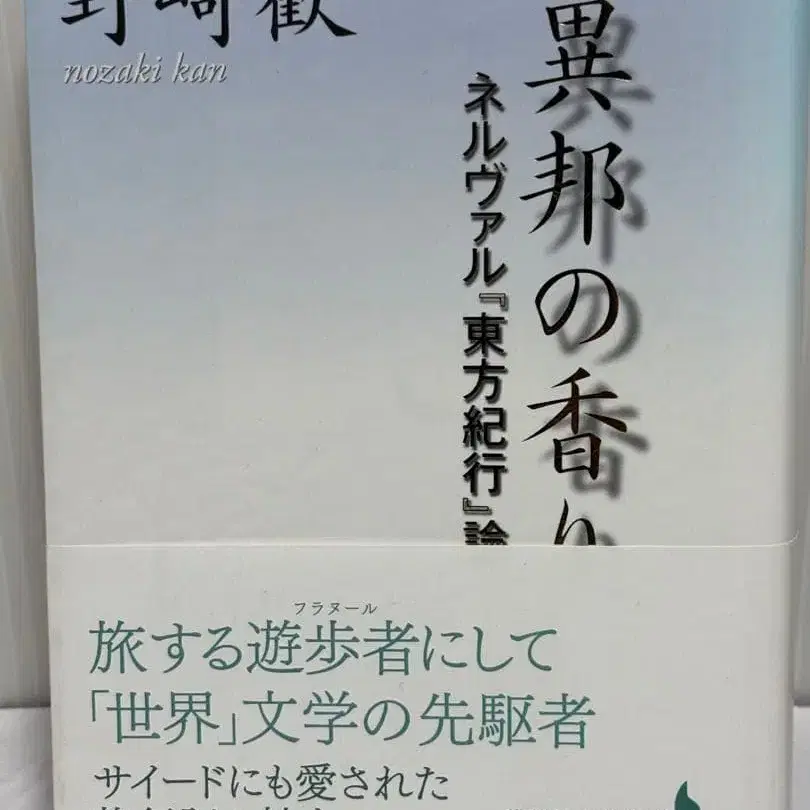 野崎歓
nozaki kan
異邦の香り
ネルヴァル『東方紀行』論
フラヌール
旅する遊歩者にして
「世界」文学の先駆者
サイードにも愛された